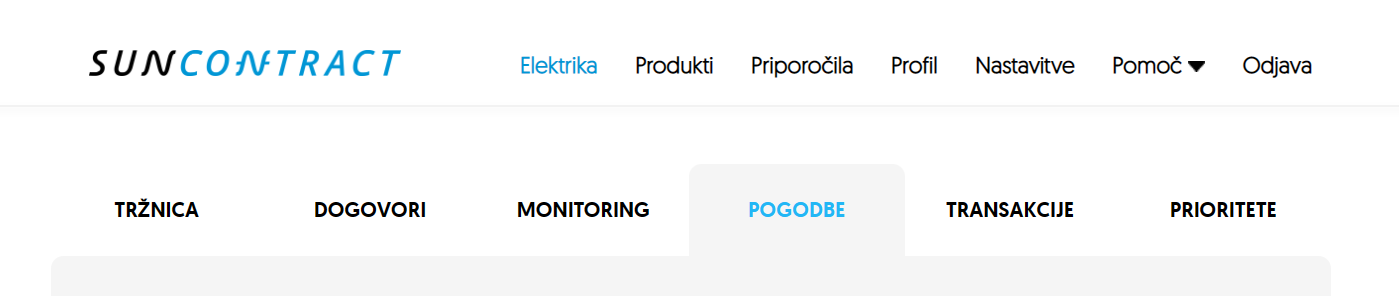 SUNCONTRACT Elektrika Produkti Priporočila Profil Nastavitve Pomoč Odjava
TRŽNICA DOGOVORI MONITORING POGODBE TRANSAKCIJE PRIORITETE